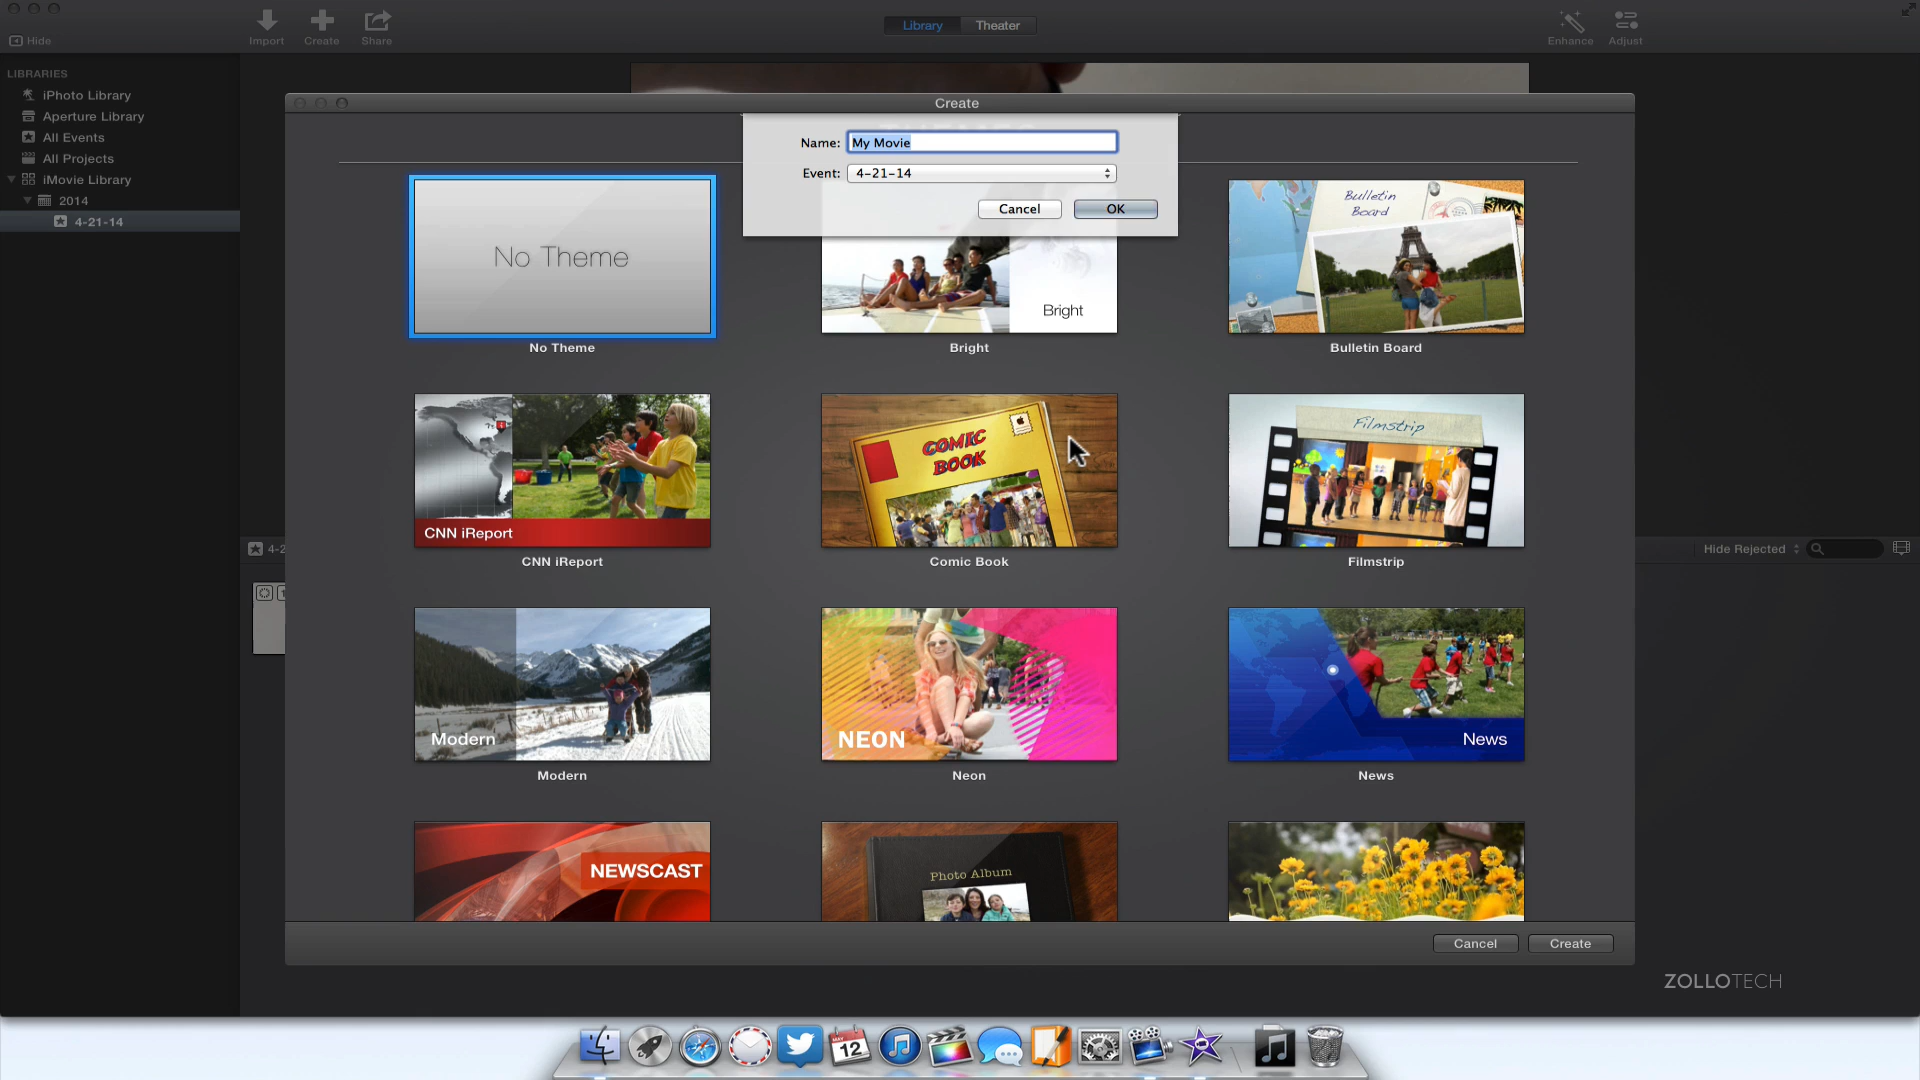 Hide
Import
Create
Share
Library
Theater
Enhance
Adjust
LIBRARIES
iPhoto Library
Aperture Library
All Events
All Projects
iMovie Library
2014
4-21-14
Create
Name: My Movie
Event: 4-21-14
Cancel
OK
No Theme
No Theme
Bright
Bright
Bulletin
Board
Bulletin Board
CNN iReport
CNN iReport
COMIC
BOOK
Comic Book
Filmstrip
Filmstrip
4-2
Hide Rejected
Modern
Modern
NEON
Neon
News
News
NEWSCAST
Photo Album
Cancel
Create
ZOLLOTECH
MAY
12